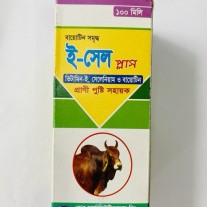 ১০০ মিলি
বায়োটিন সমৃদ্ধ
ই-সেল প্লাস
ভিটামিন-ই, সেলেনিয়াম ও বায়োটিন
প্রাণী পুষ্টি সহায়ক